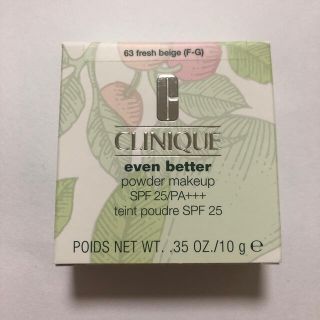 63 fresh beige (F-G)
CLINIQUE
even better
powder makeup
SPF 25/PA+++
teint poudre SPF 25
POIDS NET WT. .35 OZ./10 g ℮